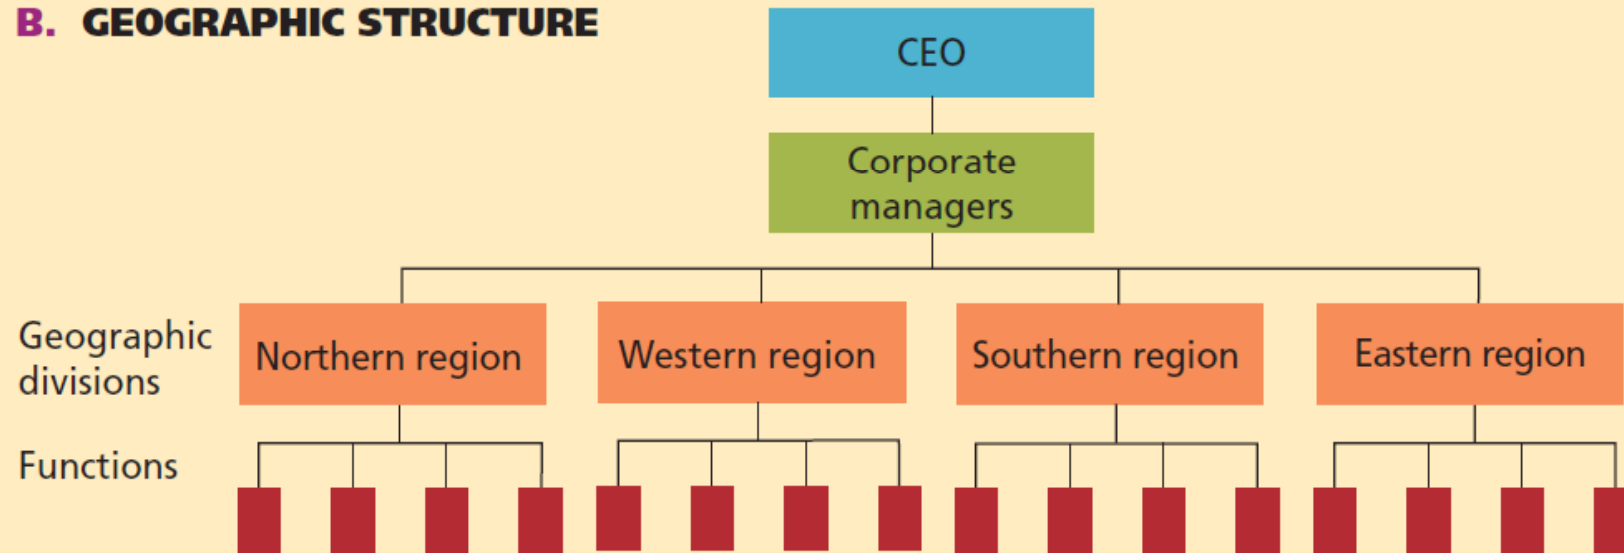 B. GEOGRAPHIC STRUCTURE
CEO
Corporate
managers
Geographic
divisions
Northern region
Western region
Southern region
Eastern region
Functions